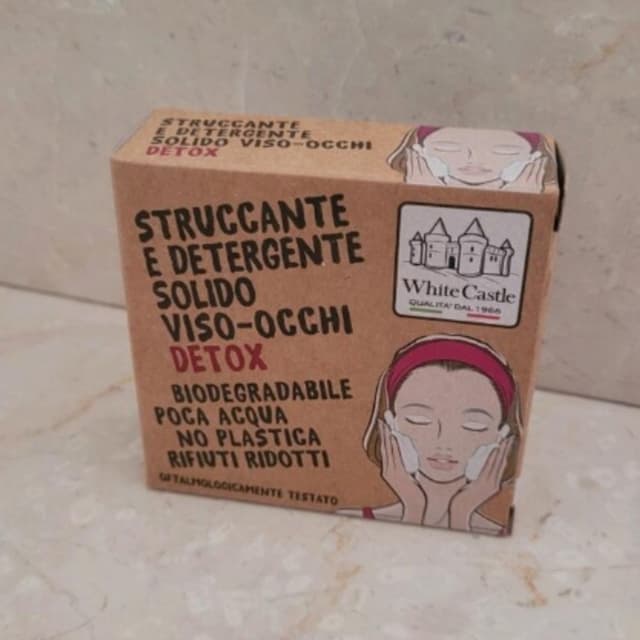 STRUCCANTE
E DETERGENTE
SOLIDO VISO-OCCHI
DETOX
STRUCCANTE
E DETERGENTE
SOLIDO
VISO-OCCHI
DETOX
BIODEGRADABILE
POCA ACQUA
NO PLASTICA
RIFIUTI RIDOTTI
OFTALMOLOGICAMENTE TESTATO
White Castle
QUALITA' DAL 1966